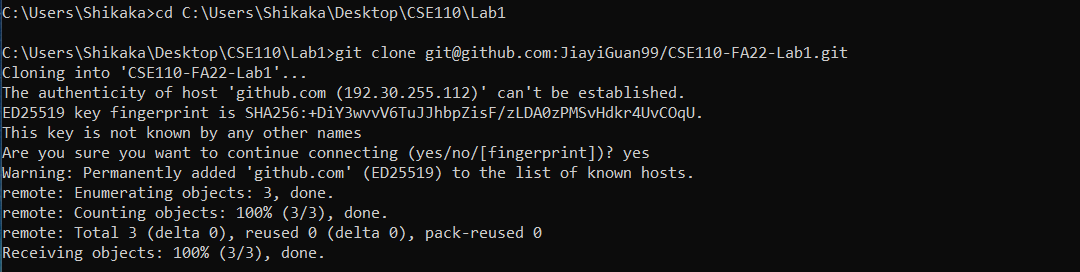 C:\Users\Shikaka>cd C:\Users\Shikaka\Desktop\CSE110\Lab1
C:\Users\Shikaka\Desktop\CSE110\Lab1>git clone git@github.com:JiayiGuan99/CSE110-FA22-Lab1.git
Cloning into 'CSE110-FA22-Lab1'...
The authenticity of host 'github.com (192.30.255.112)' can't be established.
ED25519 key fingerprint is SHA256:+DiY3wvvV6TuJJhbpZisF/zLDA0zPMSvHdkr4UvCOqU.
This key is not known by any other names
Are you sure you want to continue connecting (yes/no/[fingerprint])? yes
Warning: Permanently added 'github.com' (ED25519) to the list of known hosts.
remote: Enumerating objects: 3, done.
remote: Counting objects: 100% (3/3), done.
remote: Total 3 (delta 0), reused 0 (delta 0), pack-reused 0
Receiving objects: 100% (3/3), done.